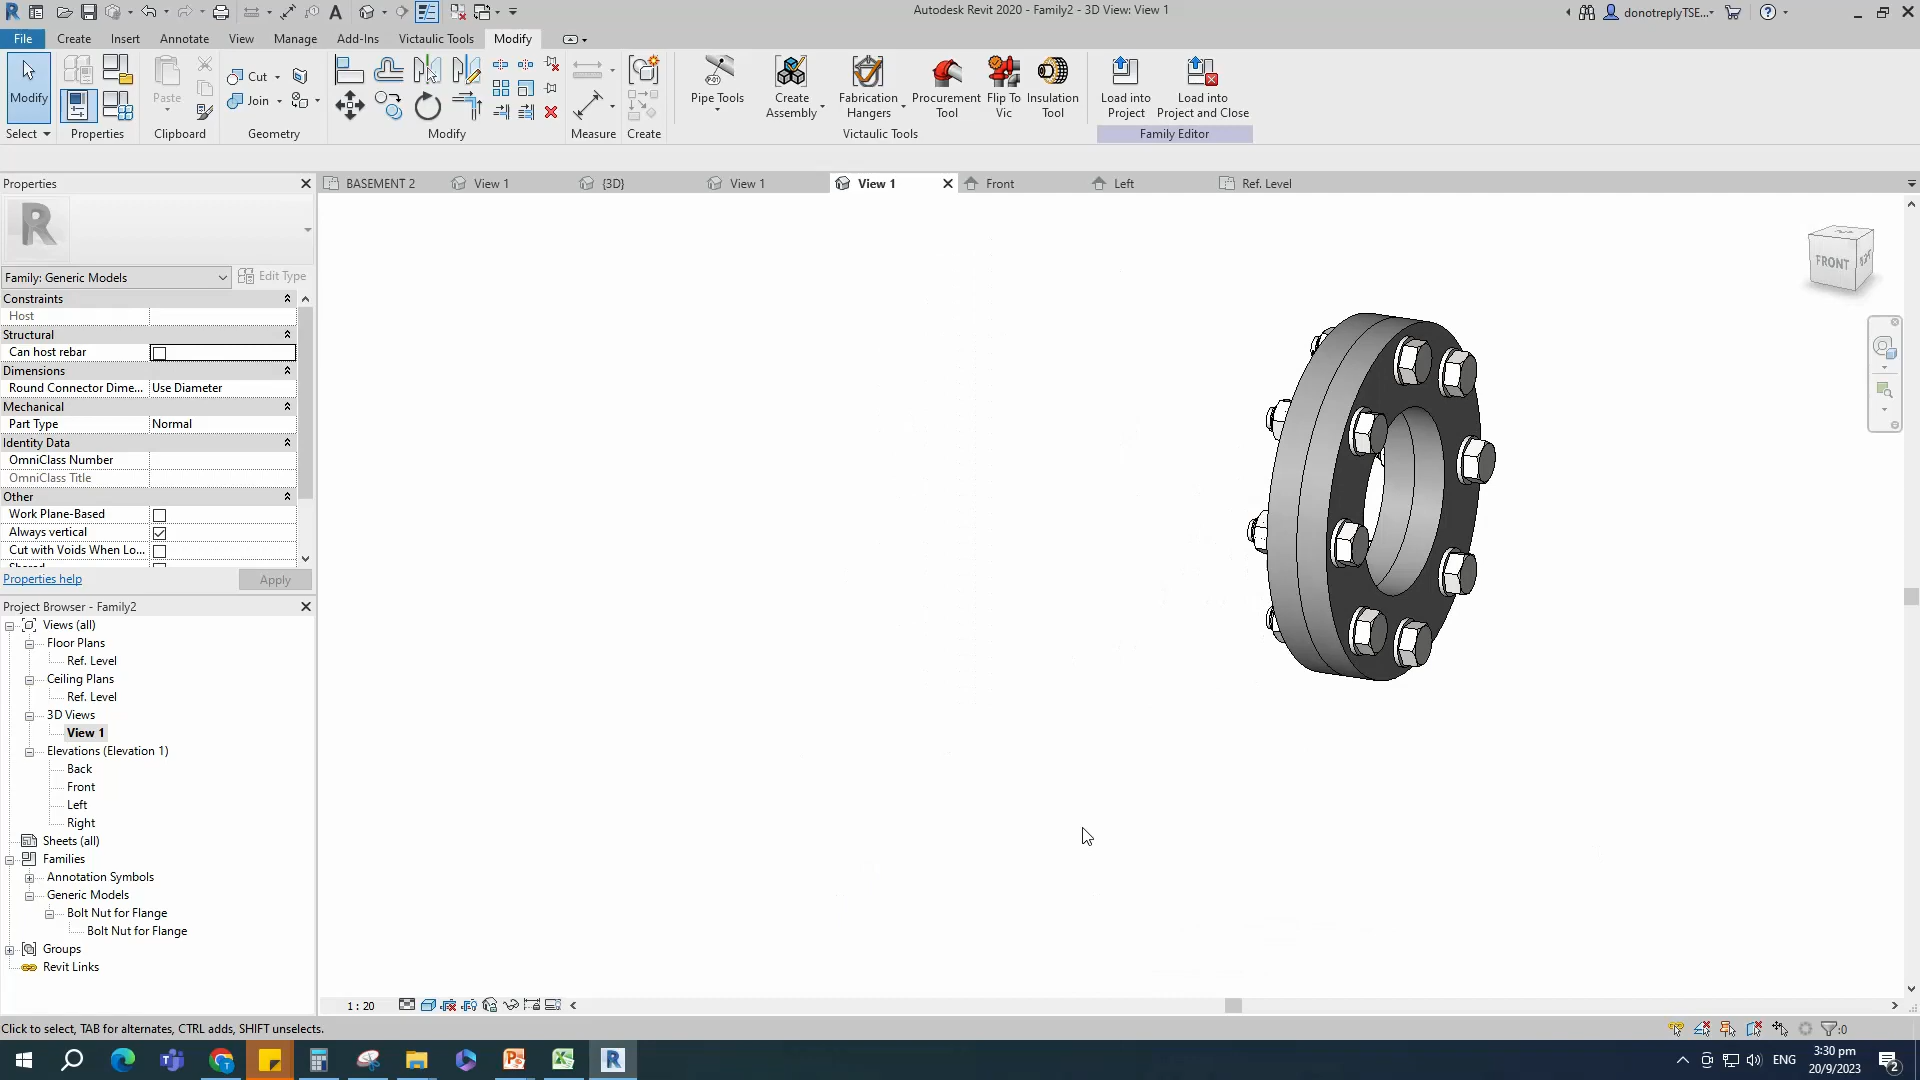 Autodesk Revit 2020 - Family2 - 3D View: View 1
donotreplyTSE...
File
Create
Insert
Annotate
View
Manage
Add-Ins
Victaulic Tools
Modify
Modify
Paste
Cut
Join
Pipe Tools
Create
Assembly
Fabrication
Hangers
Procurement
Tool
Flip To
Vic
Insulation
Tool
Load into
Project
Load into
Project and Close
Select
Properties
Clipboard
Geometry
Modify
Measure
Create
Victaulic Tools
Family Editor
Properties
BASEMENT 2
View 1
{3D}
View 1
View 1
Front
Left
Ref. Level
Family: Generic Models
Edit Type
Constraints
Host
Structural
Can host rebar
Dimensions
Round Connector Dime... Use Diameter
Mechanical
Part Type Normal
Identity Data
OmniClass Number
OmniClass Title
Other
Work Plane-Based
Always vertical
Cut with Voids When Lo...
Properties help
Apply
FRONT
Project Browser - Family2
Views (all)
Floor Plans
Ref. Level
Ceiling Plans
Ref. Level
3D Views
View 1
Elevations (Elevation 1)
Back
Front
Left
Right
Sheets (all)
Families
Annotation Symbols
Generic Models
Bolt Nut for Flange
Bolt Nut for Flange
Groups
Revit Links
1 : 20
Click to select, TAB for alternates, CTRL adds, SHIFT unselects.
:0
ENG
3:30 pm
20/9/2023
2